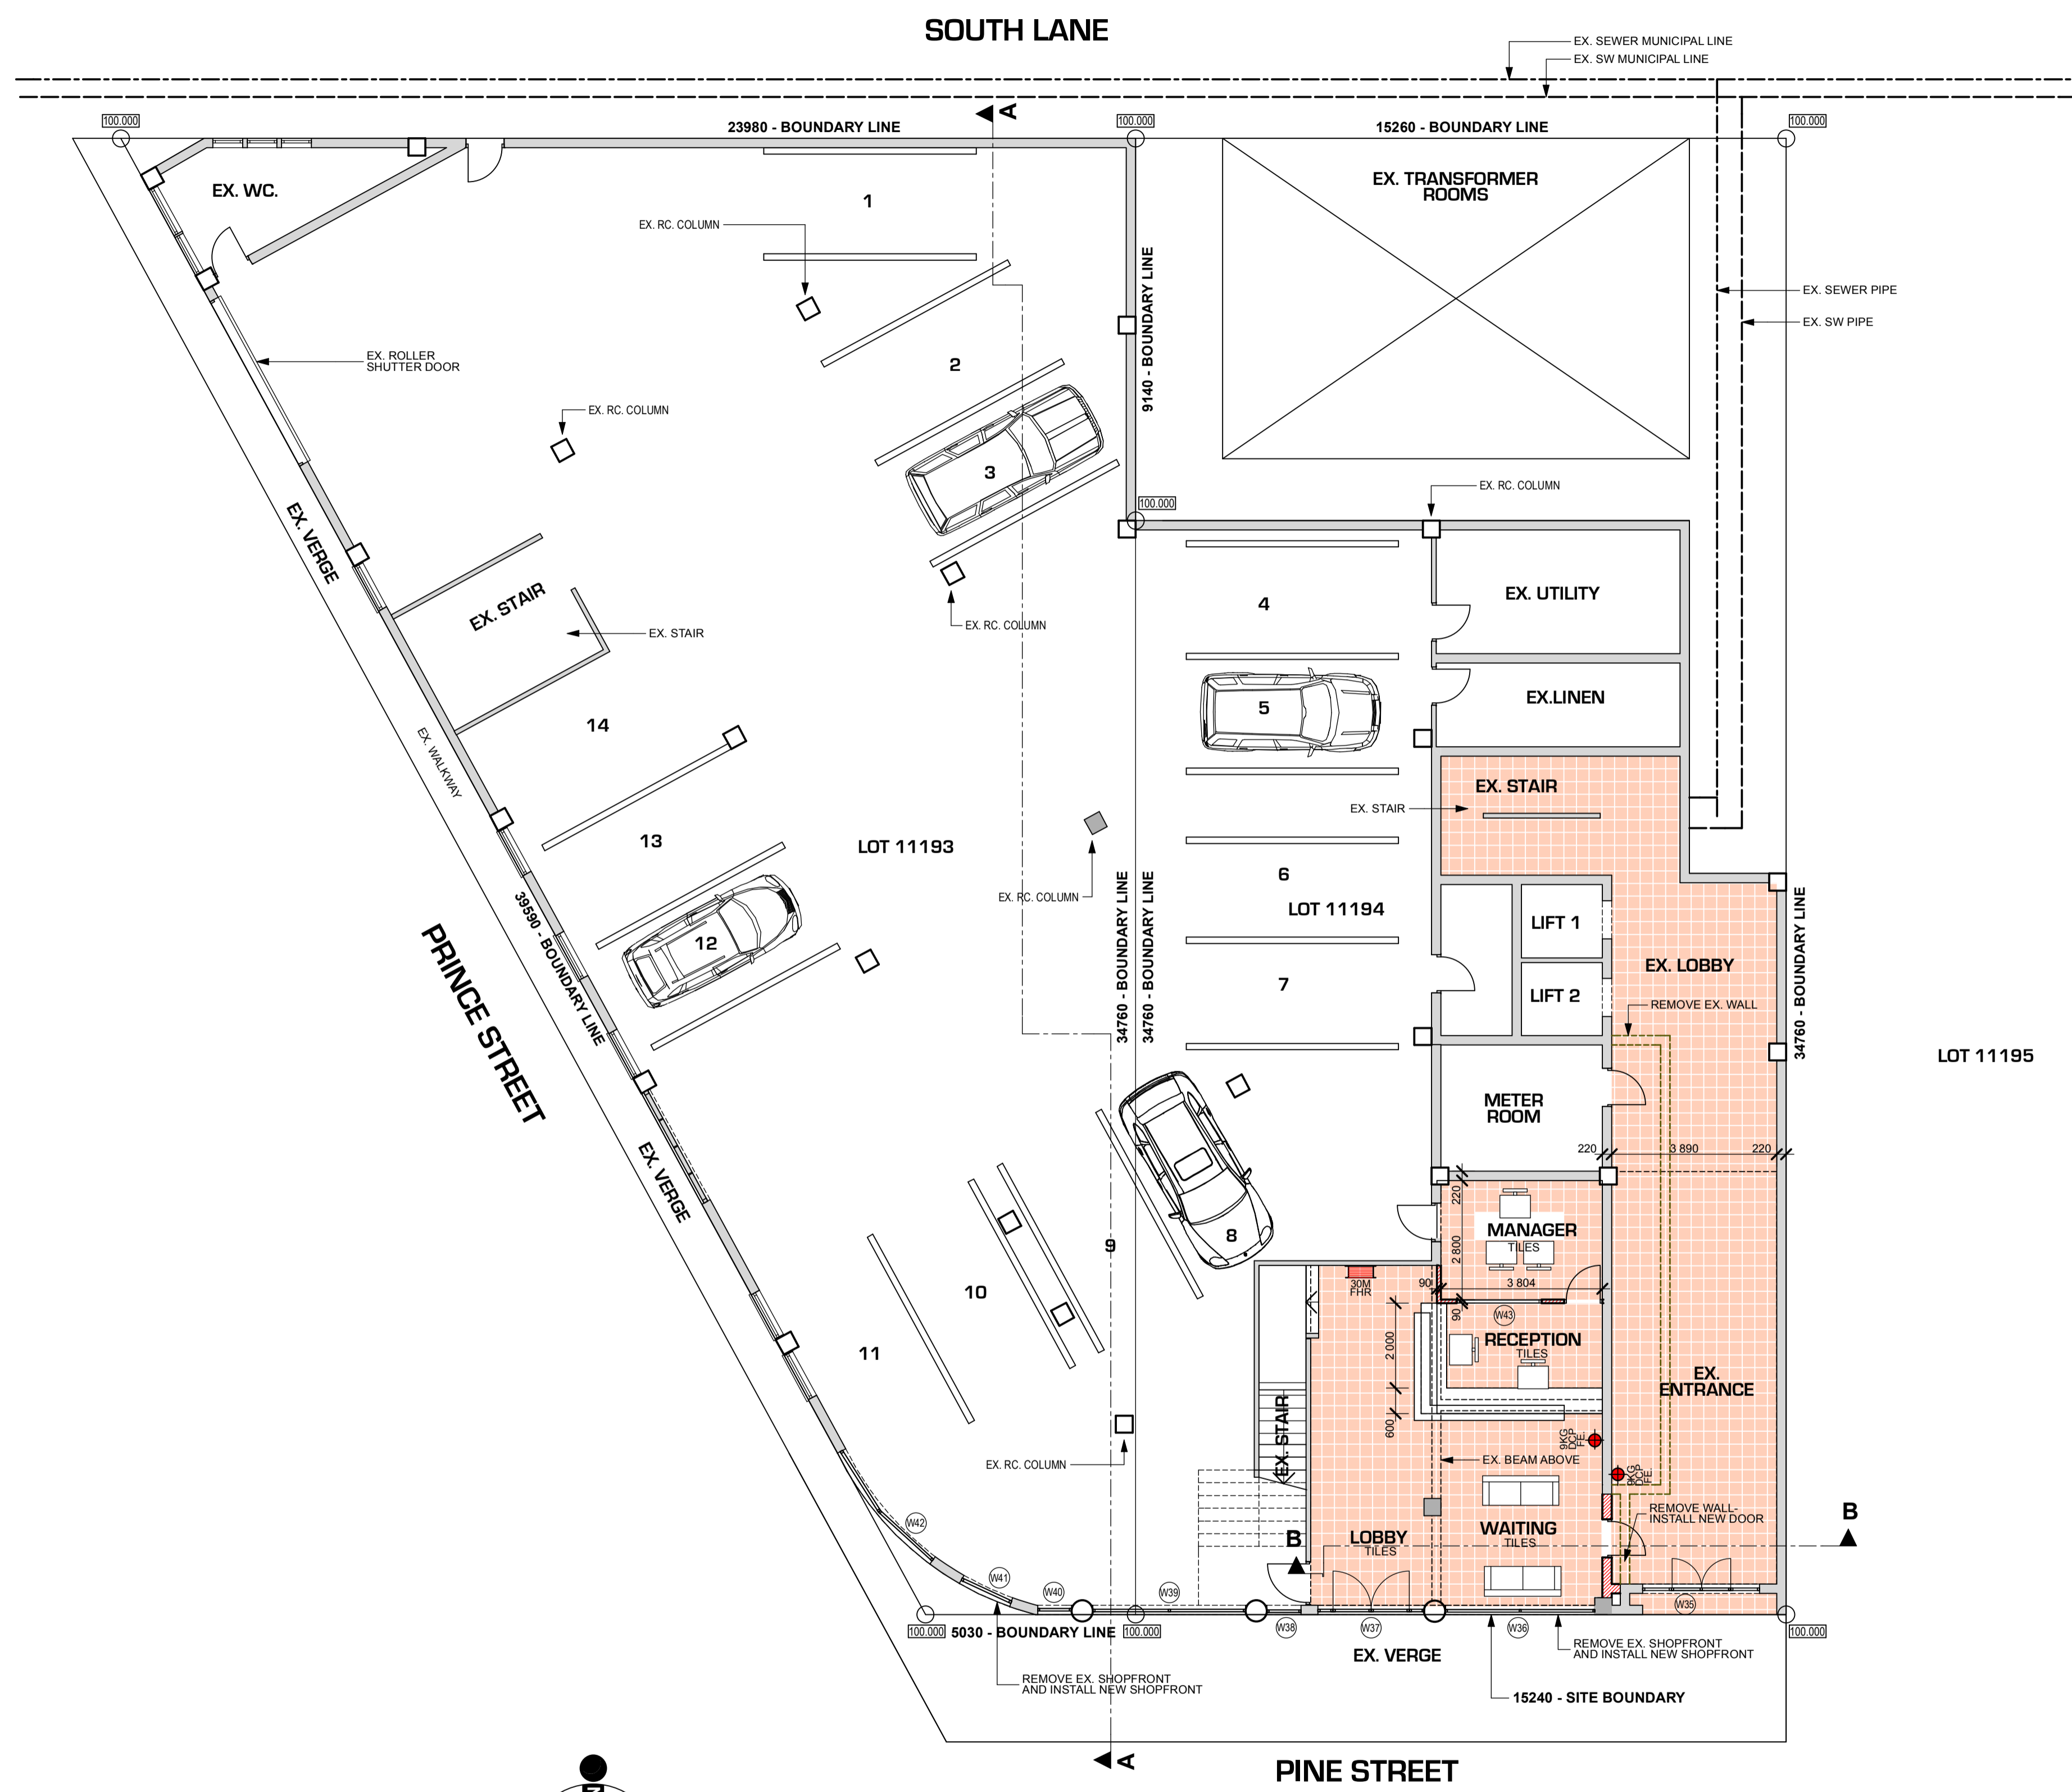 SOUTH LANE
EX. SEWER MUNICIPAL LINE
EX. SW MUNICIPAL LINE
A
100.000
23980 - BOUNDARY LINE
100.000
15260 - BOUNDARY LINE
100.000
EX. WC.
1
EX. TRANSFORMER
ROOMS
EX. RC. COLUMN
9140 - BOUNDARY LINE
EX. SEWER PIPE
EX. SW PIPE
EX. ROLLER
SHUTTER DOOR
2
EX. RC. COLUMN
3
EX. RC. COLUMN
100.000
EX. VERGE
EX. STAIR
EX. STAIR
EX. RC. COLUMN
4
EX. UTILITY
EX.LINEN
5
14
EX. WALKWAY
EX. STAIR
EX. STAIR
13
LOT 11193
6
LOT 11194
EX. RC. COLUMN
34760 - BOUNDARY LINE
34760 - BOUNDARY LINE
LIFT 1
EX. LOBBY
34760 - BOUNDARY LINE
39590 - BOUNDARY LINE
12
PRINCE STREET
7
LIFT 2
REMOVE EX. WALL
LOT 11195
METER
ROOM
220
3 890
220
EX. VERGE
220
MANAGER
TILES
2 800
8
9
30M
FHR
90
3 804
10
90
W43
RECEPTION
TILES
2 000
11
EX.
ENTRANCE
EX. STAIR
600
9KG
DCP
FE.
EX. RC. COLUMN
EX. BEAM ABOVE
9KG
DCP
FE.
REMOVE WALL-
INSTALL NEW DOOR
B
W42
B
LOBBY
TILES
WAITING
TILES
W41
W40
W39
W35
100.000
5030 - BOUNDARY LINE
100.000
W38
W37
W36
100.000
EX. VERGE
REMOVE EX. SHOPFRONT
AND INSTALL NEW SHOPFRONT
REMOVE EX. SHOPFRONT
AND INSTALL NEW SHOPFRONT
15240 - SITE BOUNDARY
A
PINE STREET